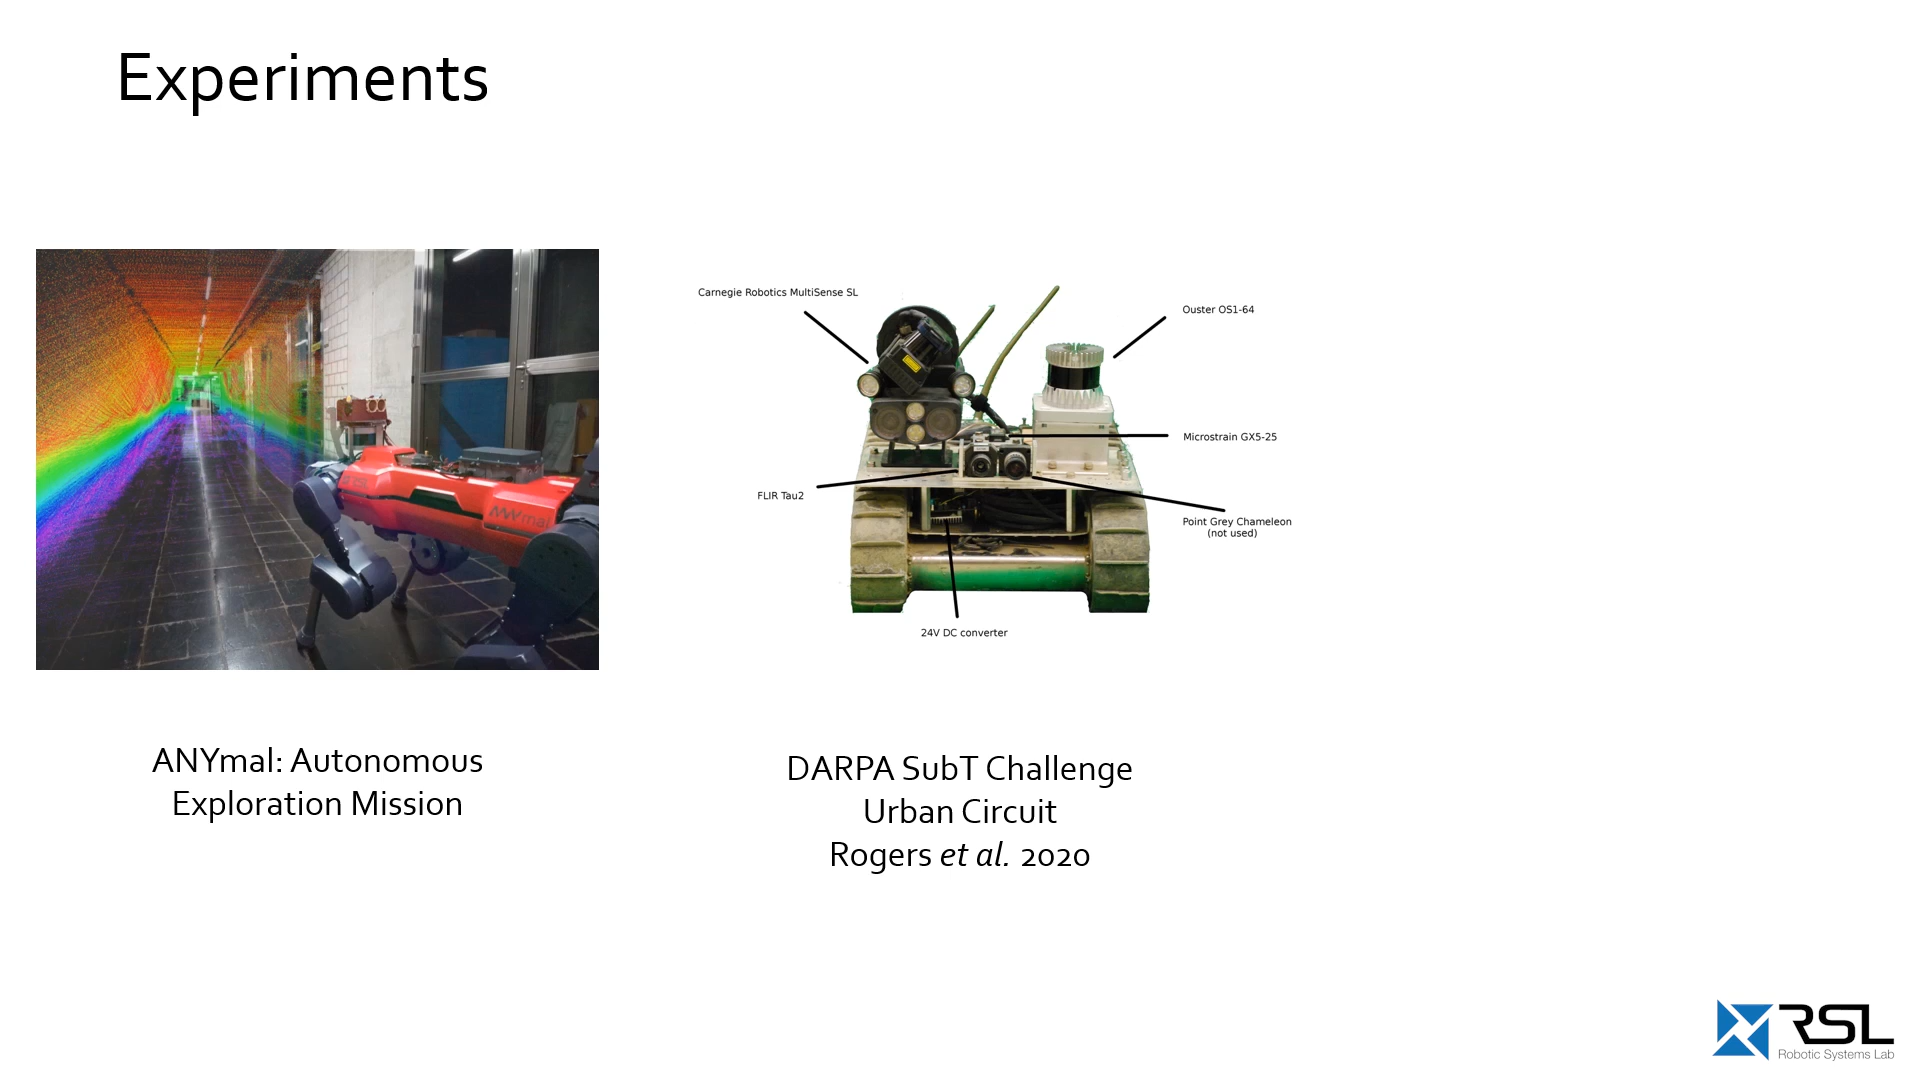 Experiments
Carnegie Robotics MultiSense SL
Ouster OS1-64
Microstrain GX5-25
FLIR Tau2
Point Grey Chameleon
(not used)
24V DC converter
ANYmal
ANYmal: Autonomous
Exploration Mission
DARPA SubT Challenge
Urban Circuit
Rogers et al. 2020
RSL
Robotic Systems Lab